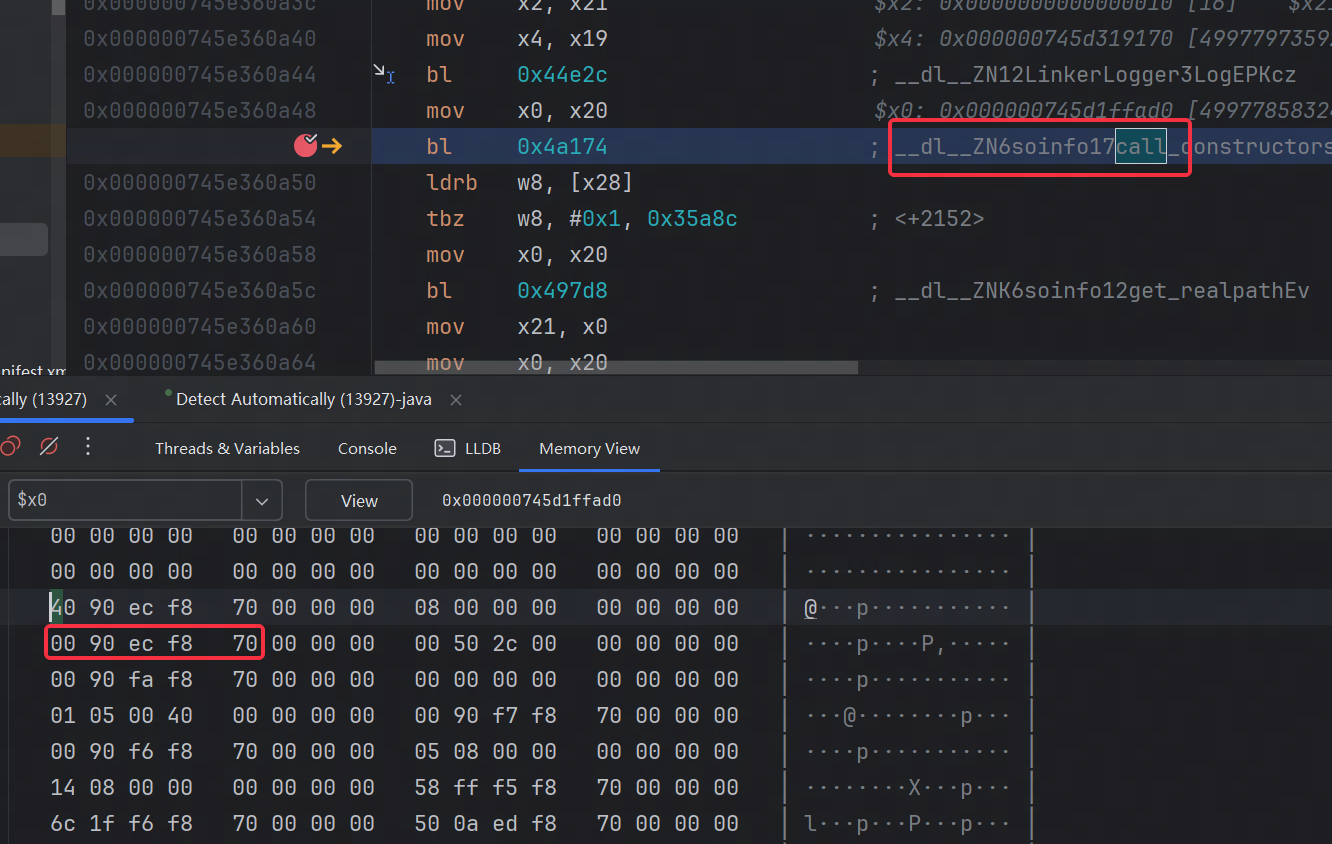 0x000000745e360a3c mov x2, x21 $x2: 0x0000000000000010 [16] $x21
0x000000745e360a40 mov x4, x19 $x4: 0x000000745d319170 [49977973592
0x000000745e360a44 bl 0x44e2c ; __dl__ZN12LinkerLogger3LogEPKcz
0x000000745e360a48 mov x0, x20 $x0: 0x000000745d1ffad0 [49977858324
bl 0x4a174 ; __dl__ZN6soinfo17call_constructors
0x000000745e360a50 ldrb w8, [x28]
0x000000745e360a54 tbz w8, #0x1, 0x35a8c ; <+2152>
0x000000745e360a58 mov x0, x20
0x000000745e360a5c bl 0x497d8 ; __dl__ZNK6soinfo12get_realpathEv
0x000000745e360a60 mov x21, x0
0x000000745e360a64 mov x0, x20
nifest.xm
cally (13927) × Detect Automatically (13927)-java ×
Threads & Variables Console LLDB Memory View
$x0 View 0x000000745d1ffad0
00 00 00 00 00 00 00 00 00 00 00 00 00 00 00 00 | ················ |
00 00 00 00 00 00 00 00 00 00 00 00 00 00 00 00 | ················ |
40 90 ec f8 70 00 00 00 08 00 00 00 00 00 00 00 | @···p··········· |
00 90 ec f8 70 00 00 00 00 50 2c 00 00 00 00 00 | ····p····P,····· |
00 90 fa f8 70 00 00 00 00 00 00 00 00 00 00 00 | ····p··········· |
01 05 00 40 00 00 00 00 00 90 f7 f8 70 00 00 00 | ···@········p··· |
00 90 f6 f8 70 00 00 00 05 08 00 00 00 00 00 00 | ····p··········· |
14 08 00 00 00 00 00 00 58 ff f5 f8 70 00 00 00 | ········X···p··· |
6c 1f f6 f8 70 00 00 00 50 0a ed f8 70 00 00 00 | l···p···P···p··· |